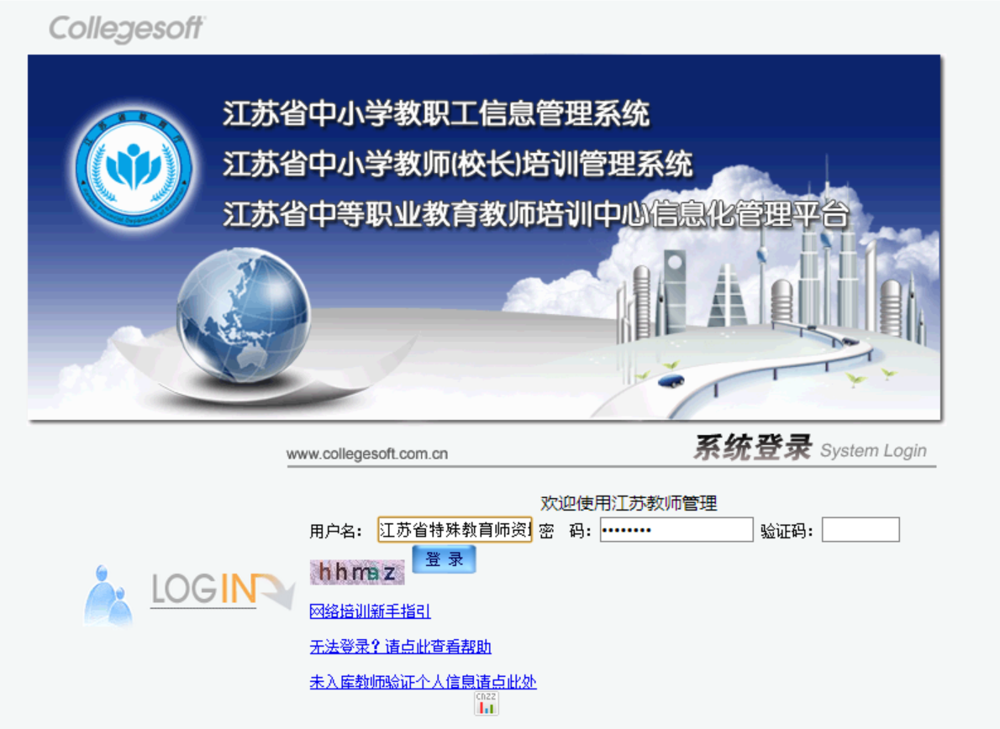 Collegesoft
江苏省中小学教职工信息管理系统
江苏省中小学教师(校长)培训管理系统
江苏省中等职业教育教师培训中心信息化管理平台
江苏省教育厅
www.collegesoft.com.cn
系统登录 System Login
欢迎使用江苏教师管理
用户名： 江苏省特殊教育师资 密 码： •••••••• 验证码：
hhmaz 登 录
LOGIN
网络培训新手指引
无法登录？请点此查看帮助
未入库教师验证个人信息请点此处
CNZZ